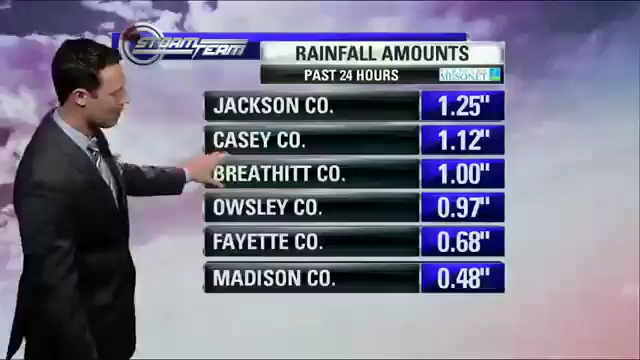 STORM TEAM
RAINFALL AMOUNTS
PAST 24 HOURS
MESONET
JACKSON CO. 1.25"
CASEY CO. 1.12"
BREATHITT CO. 1.00"
OWSLEY CO. 0.97"
FAYETTE CO. 0.68"
MADISON CO. 0.48"